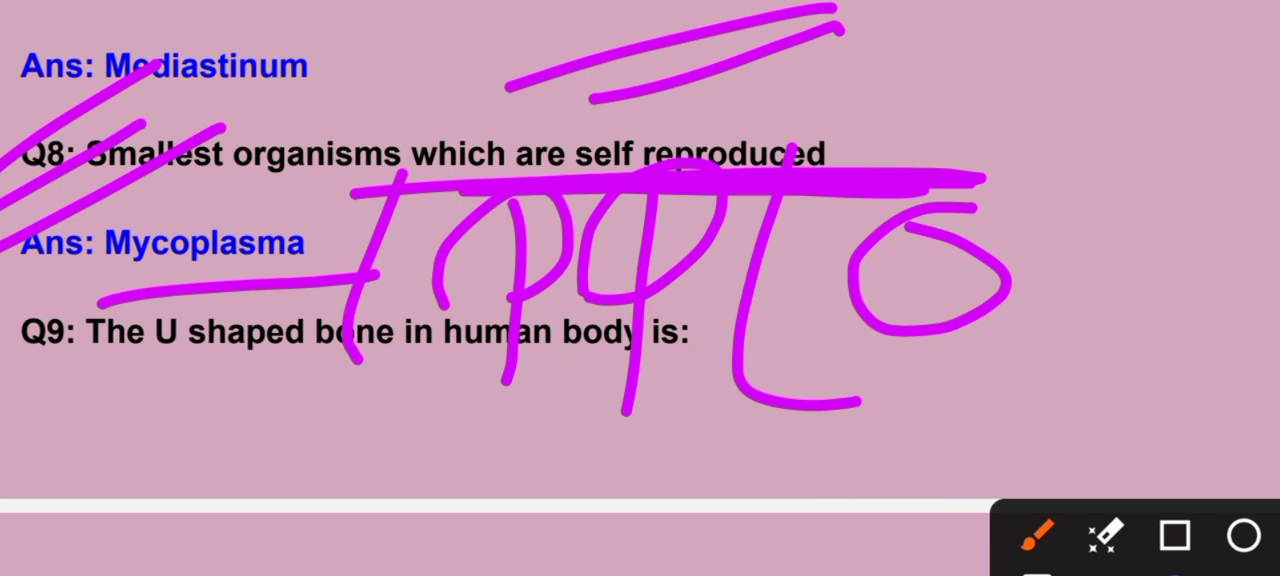 Ans: Mediastinum
Q8: Smallest organisms which are self reproduced
Ans: Mycoplasma
Q9: The U shaped bone in human body is: